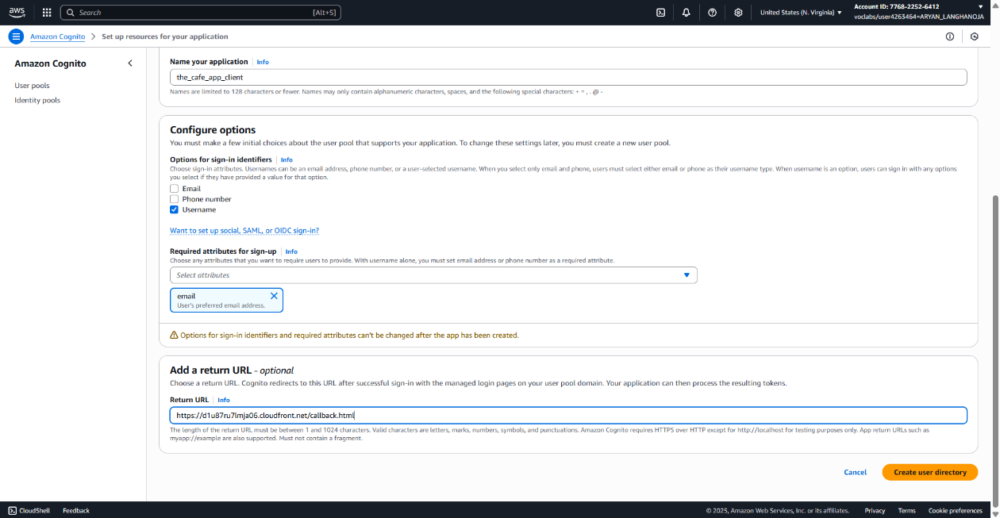 aws
Search
[Alt+S]
United States (N. Virginia)
Account ID: 7768-2252-6412
voclabs/user4263464=ARYAN_LANGHANOJA
Amazon Cognito
Set up resources for your application
Amazon Cognito
User pools
Identity pools
Name your application
Info
the_cafe_app_client
Names are limited to 128 characters or fewer. Names may only contain alphanumeric characters, spaces, and the following special characters: + = , . @ -
Configure options
You must make a few initial choices about the user pool that supports your application. To change these settings later, you must create a new user pool.
Options for sign-in identifiers
Info
Choose sign-in attributes. Usernames can be an email address, phone number, or a user-selected username. When you select only email and phone, users must select either email or phone as their username type. When username is an option, users can sign in with any options
you select if they have provided a value for that option.
Email
Phone number
Username
Want to set up social, SAML, or OIDC sign-in?
Required attributes for sign-up
Info
Choose any attributes that you want to require users to provide. With username alone, you must set email address or phone number as a required attribute.
Select attributes
email
User's preferred email address.
Options for sign-in identifiers and required attributes can't be changed after the app has been created.
Add a return URL - optional
Choose a return URL. Cognito redirects to this URL after successful sign-in with the managed login pages on your user pool domain. Your application can then process the resulting tokens.
Return URL
Info
https://d1u87ru7lmja06.cloudfront.net/callback.html
The length of the return URL must be between 1 and 1024 characters. Valid characters are letters, marks, numbers, symbols, and punctuations. Amazon Cognito requires HTTPS over HTTP except for http://localhost for testing purposes only. App return URLs such as
myapp://example are also supported. Must not contain a fragment.
Cancel
Create user directory
CloudShell
Feedback
© 2025, Amazon Web Services, Inc. or its affiliates.
Privacy
Terms
Cookie preferences